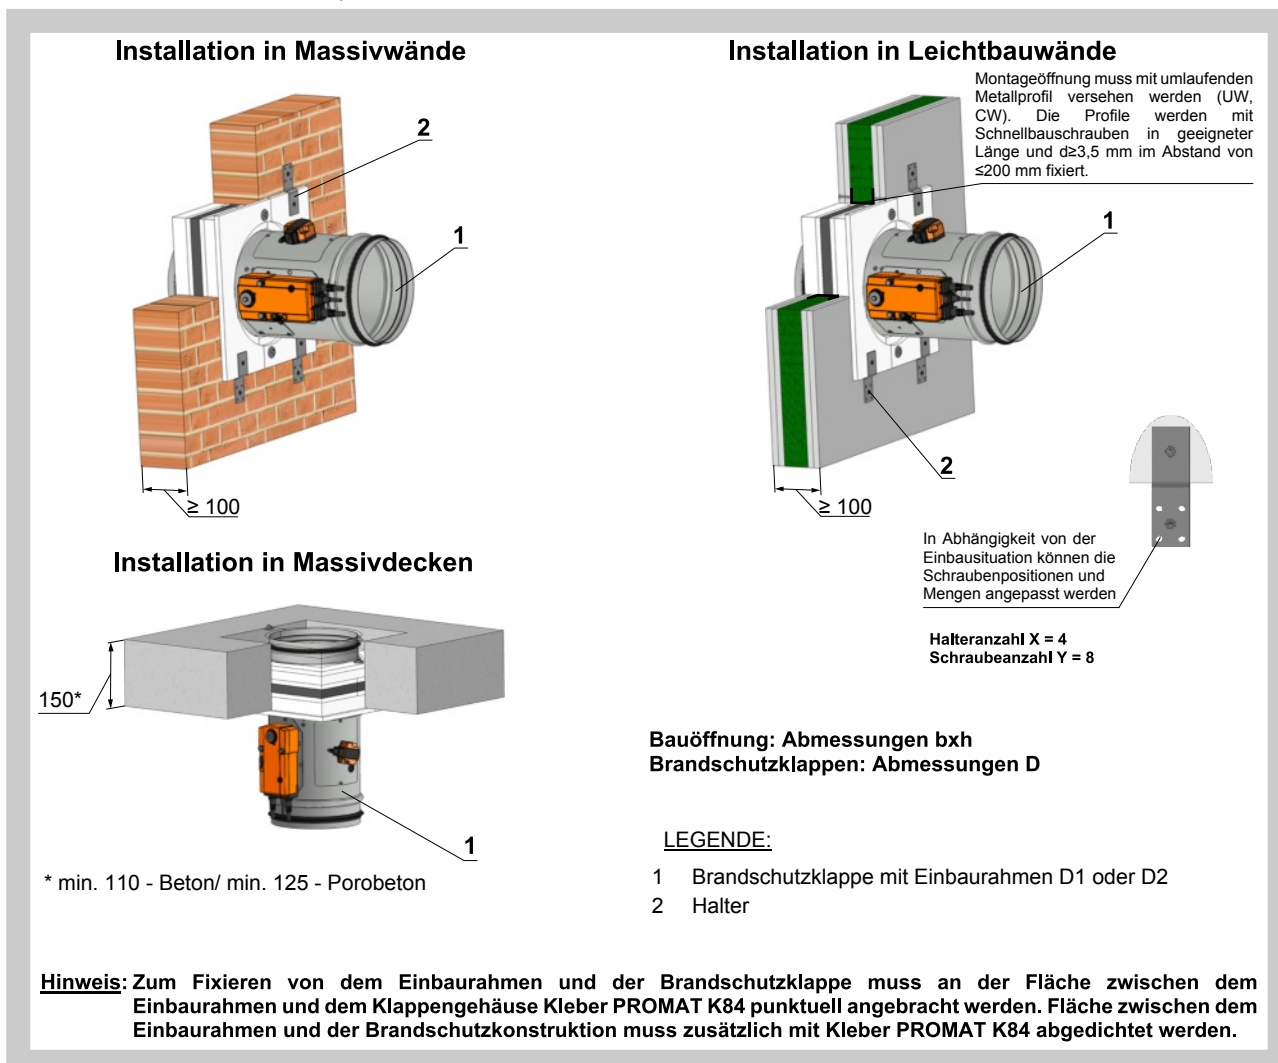 Installation in Massivwände
2
1
≥ 100
Installation in Leichtbauwände
Montageöffnung muss mit umlaufenden
Metallprofil versehen werden (UW,
CW). Die Profile werden mit
Schnellbauschrauben in geeigneter
Länge und d≥3,5 mm im Abstand von
≤200 mm fixiert.
1
2
≥ 100
In Abhängigkeit von der
Einbausituation können die
Schraubenpositionen und
Mengen angepasst werden
Halteranzahl X = 4
Schraubeanzahl Y = 8
Installation in Massivdecken
150*
1
* min. 110 - Beton/ min. 125 - Porobeton
Bauöffnung: Abmessungen bxh
Brandschutzklappen: Abmessungen D
LEGENDE:
1 Brandschutzklappe mit Einbaurahmen D1 oder D2
2 Halter
Hinweis: Zum Fixieren von dem Einbaurahmen und der Brandschutzklappe muss an der Fläche zwischen dem
Einbaurahmen und dem Klappengehäuse Kleber PROMAT K84 punktuell angebracht werden. Fläche zwischen dem
Einbaurahmen und der Brandschutzkonstruktion muss zusätzlich mit Kleber PROMAT K84 abgedichtet werden.